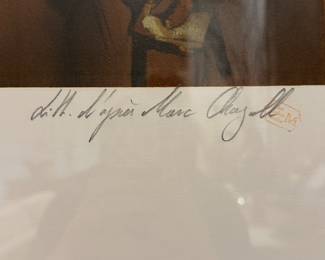 Lith. d'après Marc Chagall